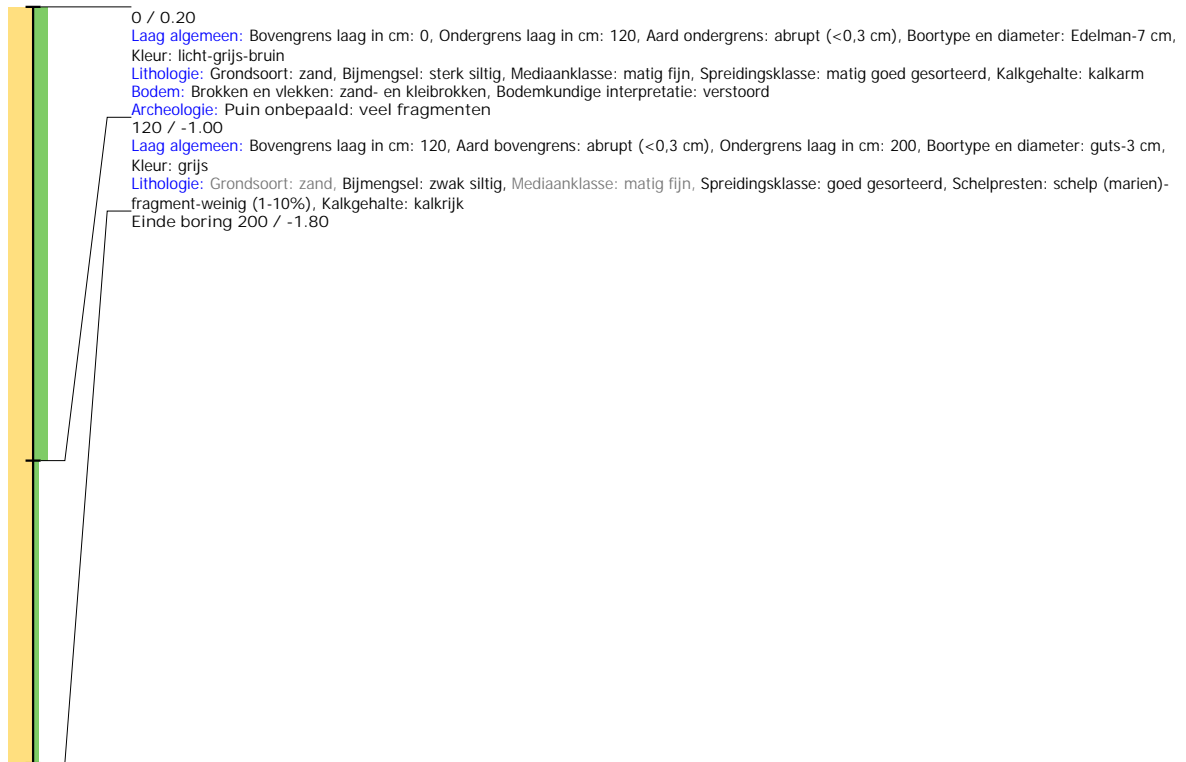 0 / 0.20
Laag algemeen: Bovengrens laag in cm: 0, Ondergrens laag in cm: 120, Aard ondergrens: abrupt (<0,3 cm), Boortype en diameter: Edelman-7 cm,
Kleur: licht-grijs-bruin
Lithologie: Grondsoort: zand, Bijmengsel: sterk siltig, Mediaanklasse: matig fijn, Spreidingsklasse: matig goed gesorteerd, Kalkgehalte: kalkarm
Bodem: Brokken en vlekken: zand- en kleibrokken, Bodemkundige interpretatie: verstoord
Archeologie: Puin onbepaald: veel fragmenten
120 / -1.00
Laag algemeen: Bovengrens laag in cm: 120, Aard bovengrens: abrupt (<0,3 cm), Ondergrens laag in cm: 200, Boortype en diameter: guts-3 cm,
Kleur: grijs
Lithologie: Grondsoort: zand, Bijmengsel: zwak siltig, Mediaanklasse: matig fijn, Spreidingsklasse: goed gesorteerd, Schelpresten: schelp (marien)-
fragment-weinig (1-10%), Kalkgehalte: kalkrijk
Einde boring 200 / -1.80